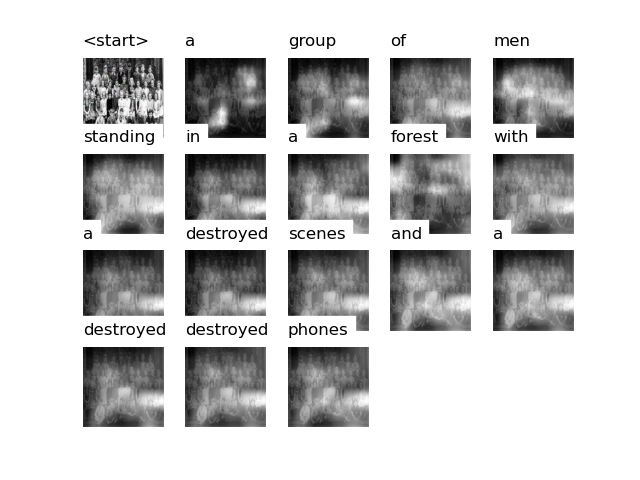 <start> a group of men
standing in a forest with
a destroyed scenes and a
destroyed destroyed phones